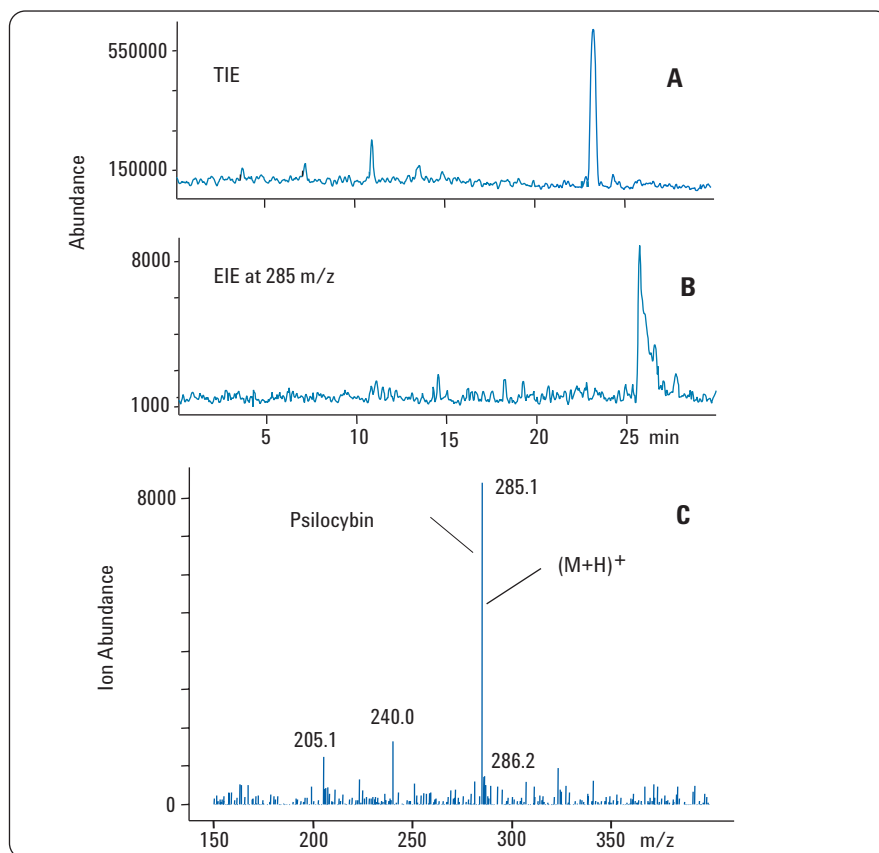 550000
TIE
A
150000
Abundance
8000
EIE at 285 m/z
B
1000
5 10 15 20 25 min
285.1
8000
C
Psilocybin
(M+H)+
Ion Abundance
240.0
205.1
286.2
0
150 200 250 300 350 m/z